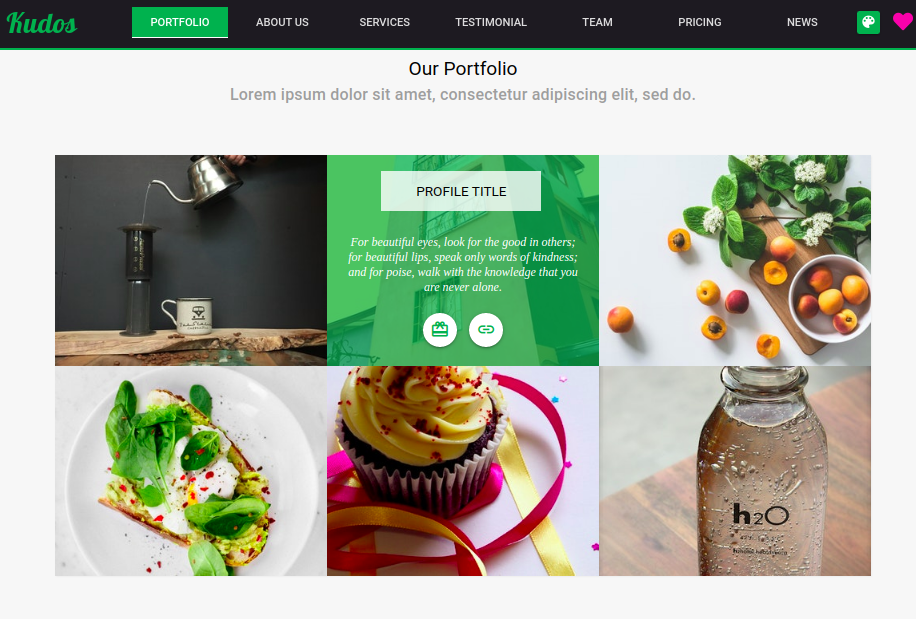 Kudos
PORTFOLIO
ABOUT US
SERVICES
TESTIMONIAL
TEAM
PRICING
NEWS
Our Portfolio
Lorem ipsum dolor sit amet, consectetur adipiscing elit, sed do.
PROFILE TITLE
For beautiful eyes, look for the good in others;
for beautiful lips, speak only words of kindness;
and for poise, walk with the knowledge that you
are never alone.
h2O